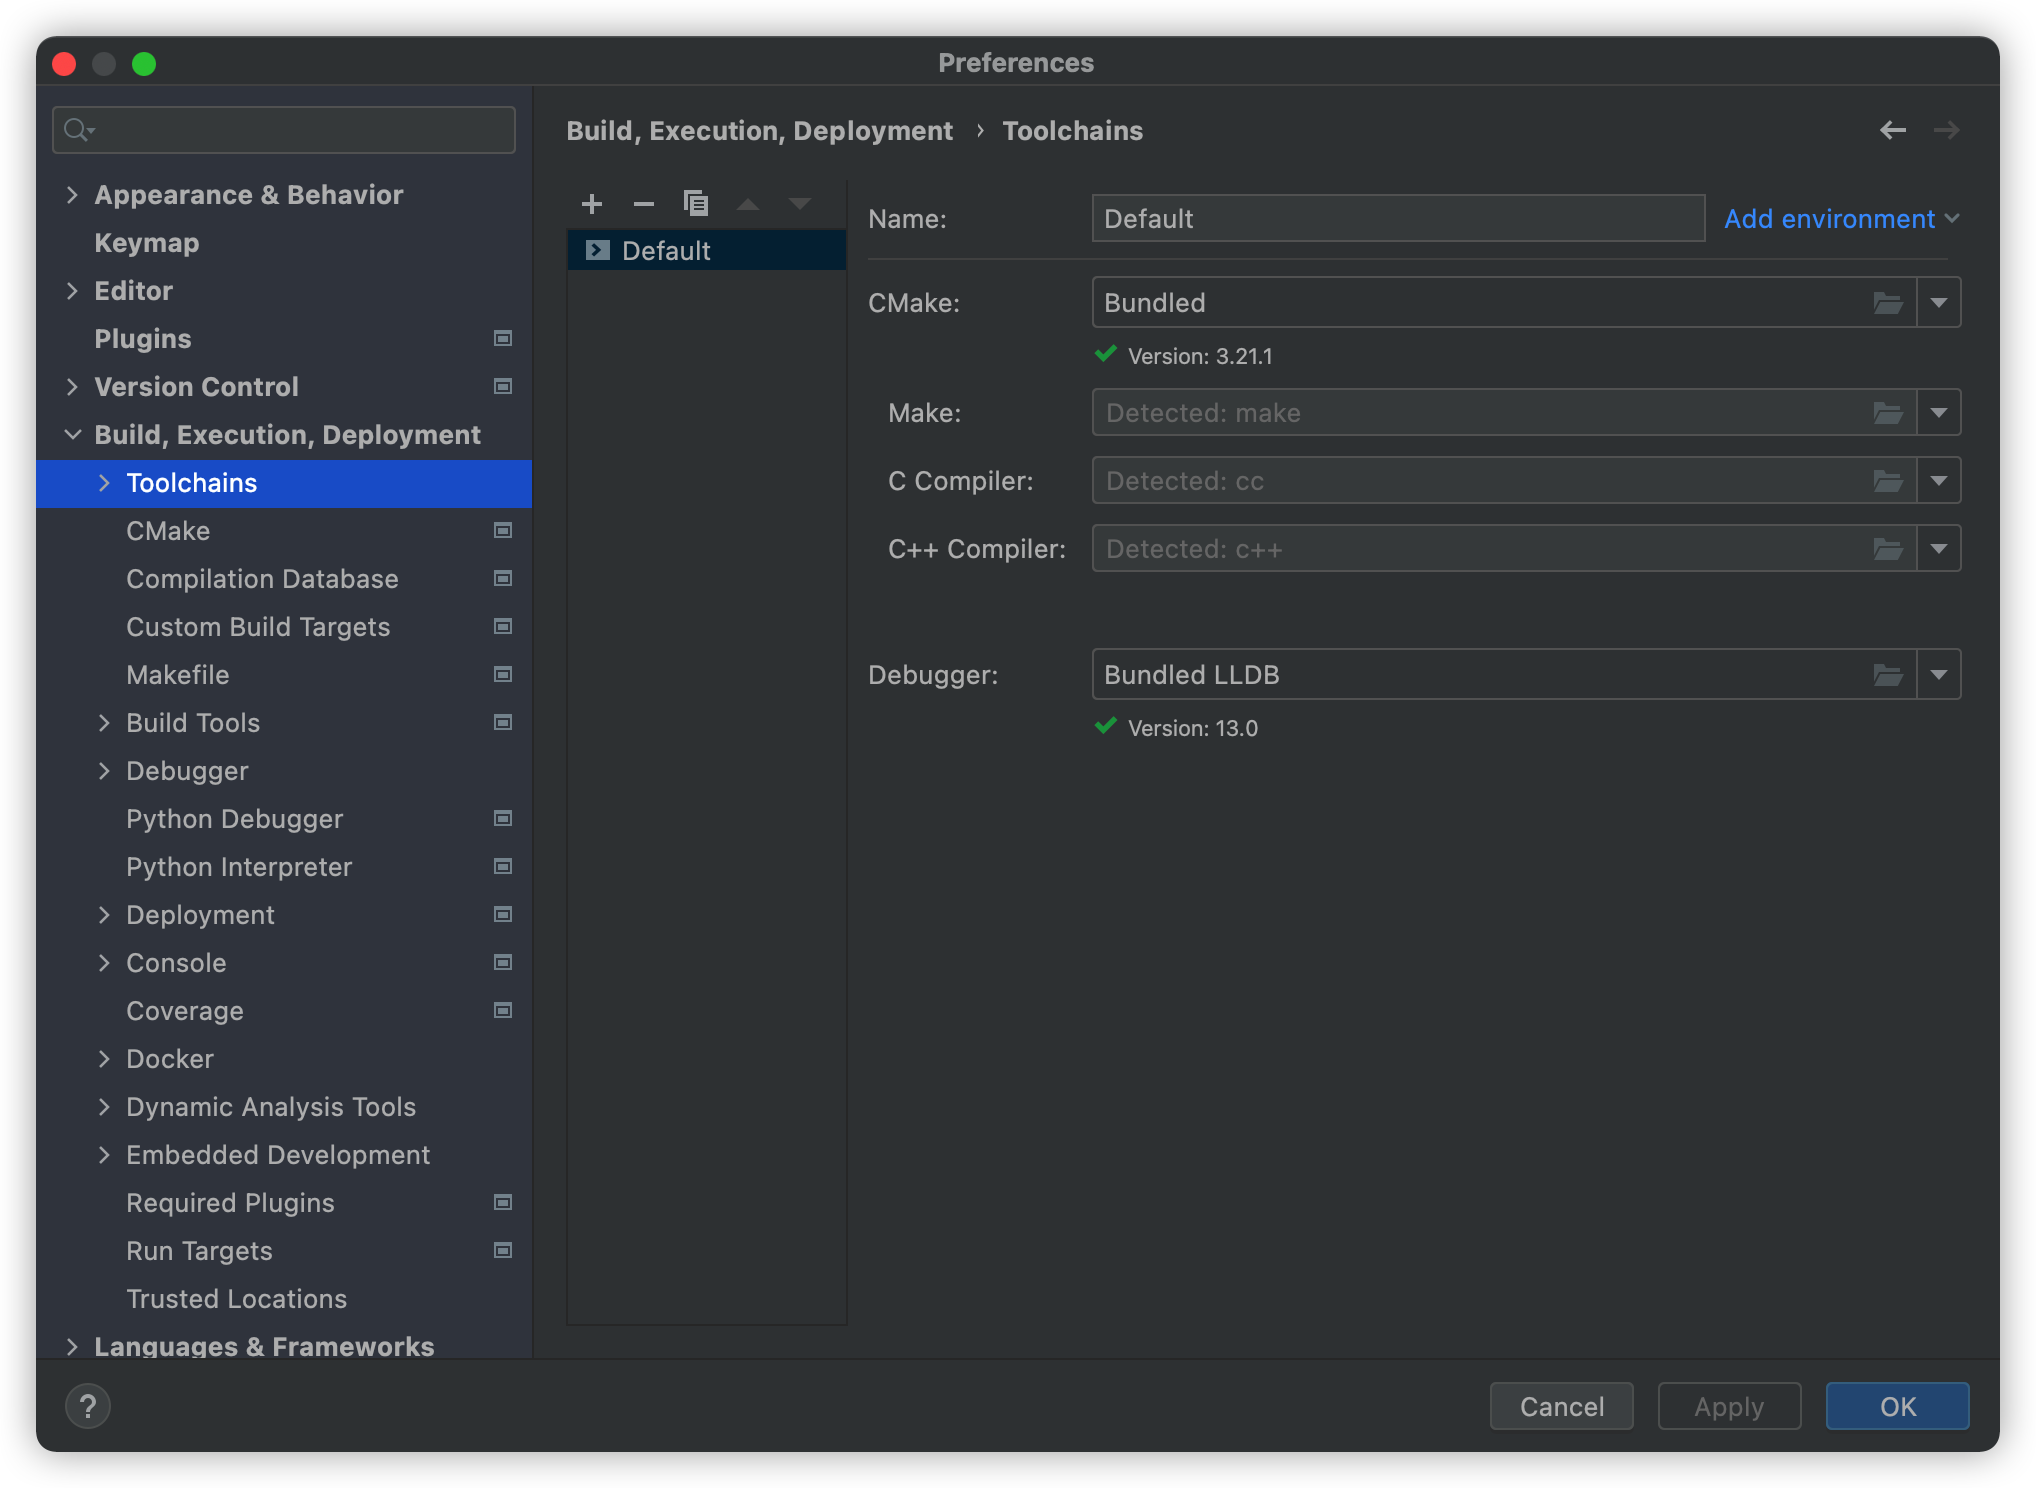 Preferences
Appearance & Behavior
Keymap
Editor
Plugins
Version Control
Build, Execution, Deployment
Toolchains
CMake
Compilation Database
Custom Build Targets
Makefile
Build Tools
Debugger
Python Debugger
Python Interpreter
Deployment
Console
Coverage
Docker
Dynamic Analysis Tools
Embedded Development
Required Plugins
Run Targets
Trusted Locations
Languages & Frameworks
Build, Execution, Deployment › Toolchains
Default
Name: Default Add environment
CMake: Bundled
Version: 3.21.1
Make: Detected: make
C Compiler: Detected: cc
C++ Compiler: Detected: c++
Debugger: Bundled LLDB
Version: 13.0
? Cancel Apply OK